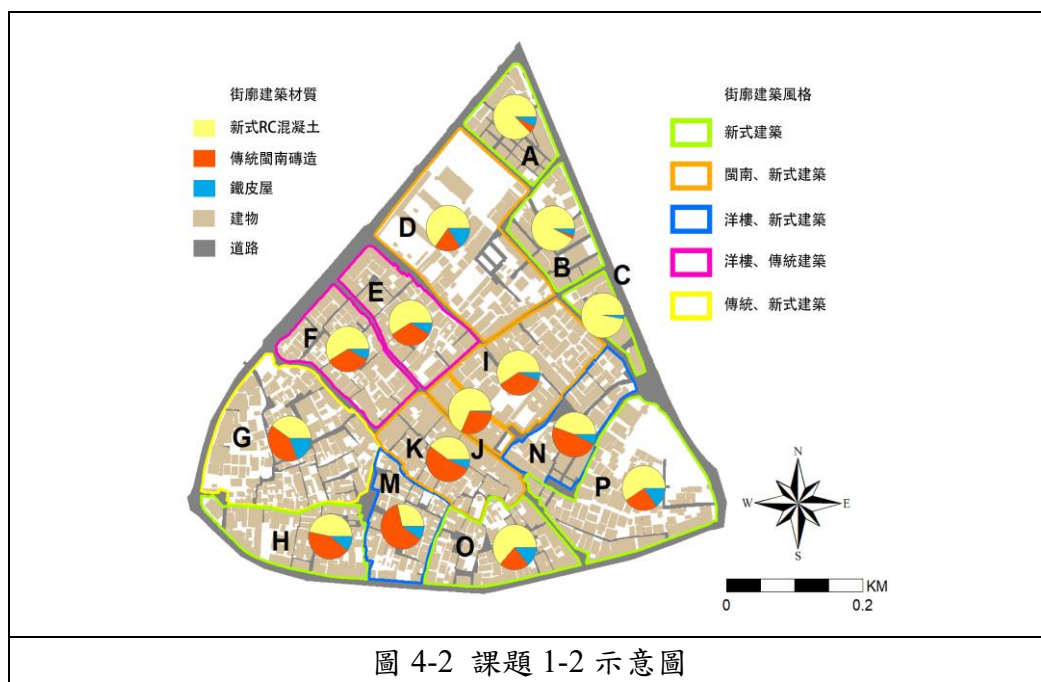 街廓建築材質
新式RC混凝土
傳統閩南磚造
鐵皮屋
建物
道路
街廓建築風格
新式建築
閩南、新式建築
洋樓、新式建築
洋樓、傳統建築
傳統、新式建築
A
B
C
D
E
F
G
H
I
J
K
M
N
O
P
N
W
E
S
KM
0
0.2
圖 4-2 課題 1-2 示意圖